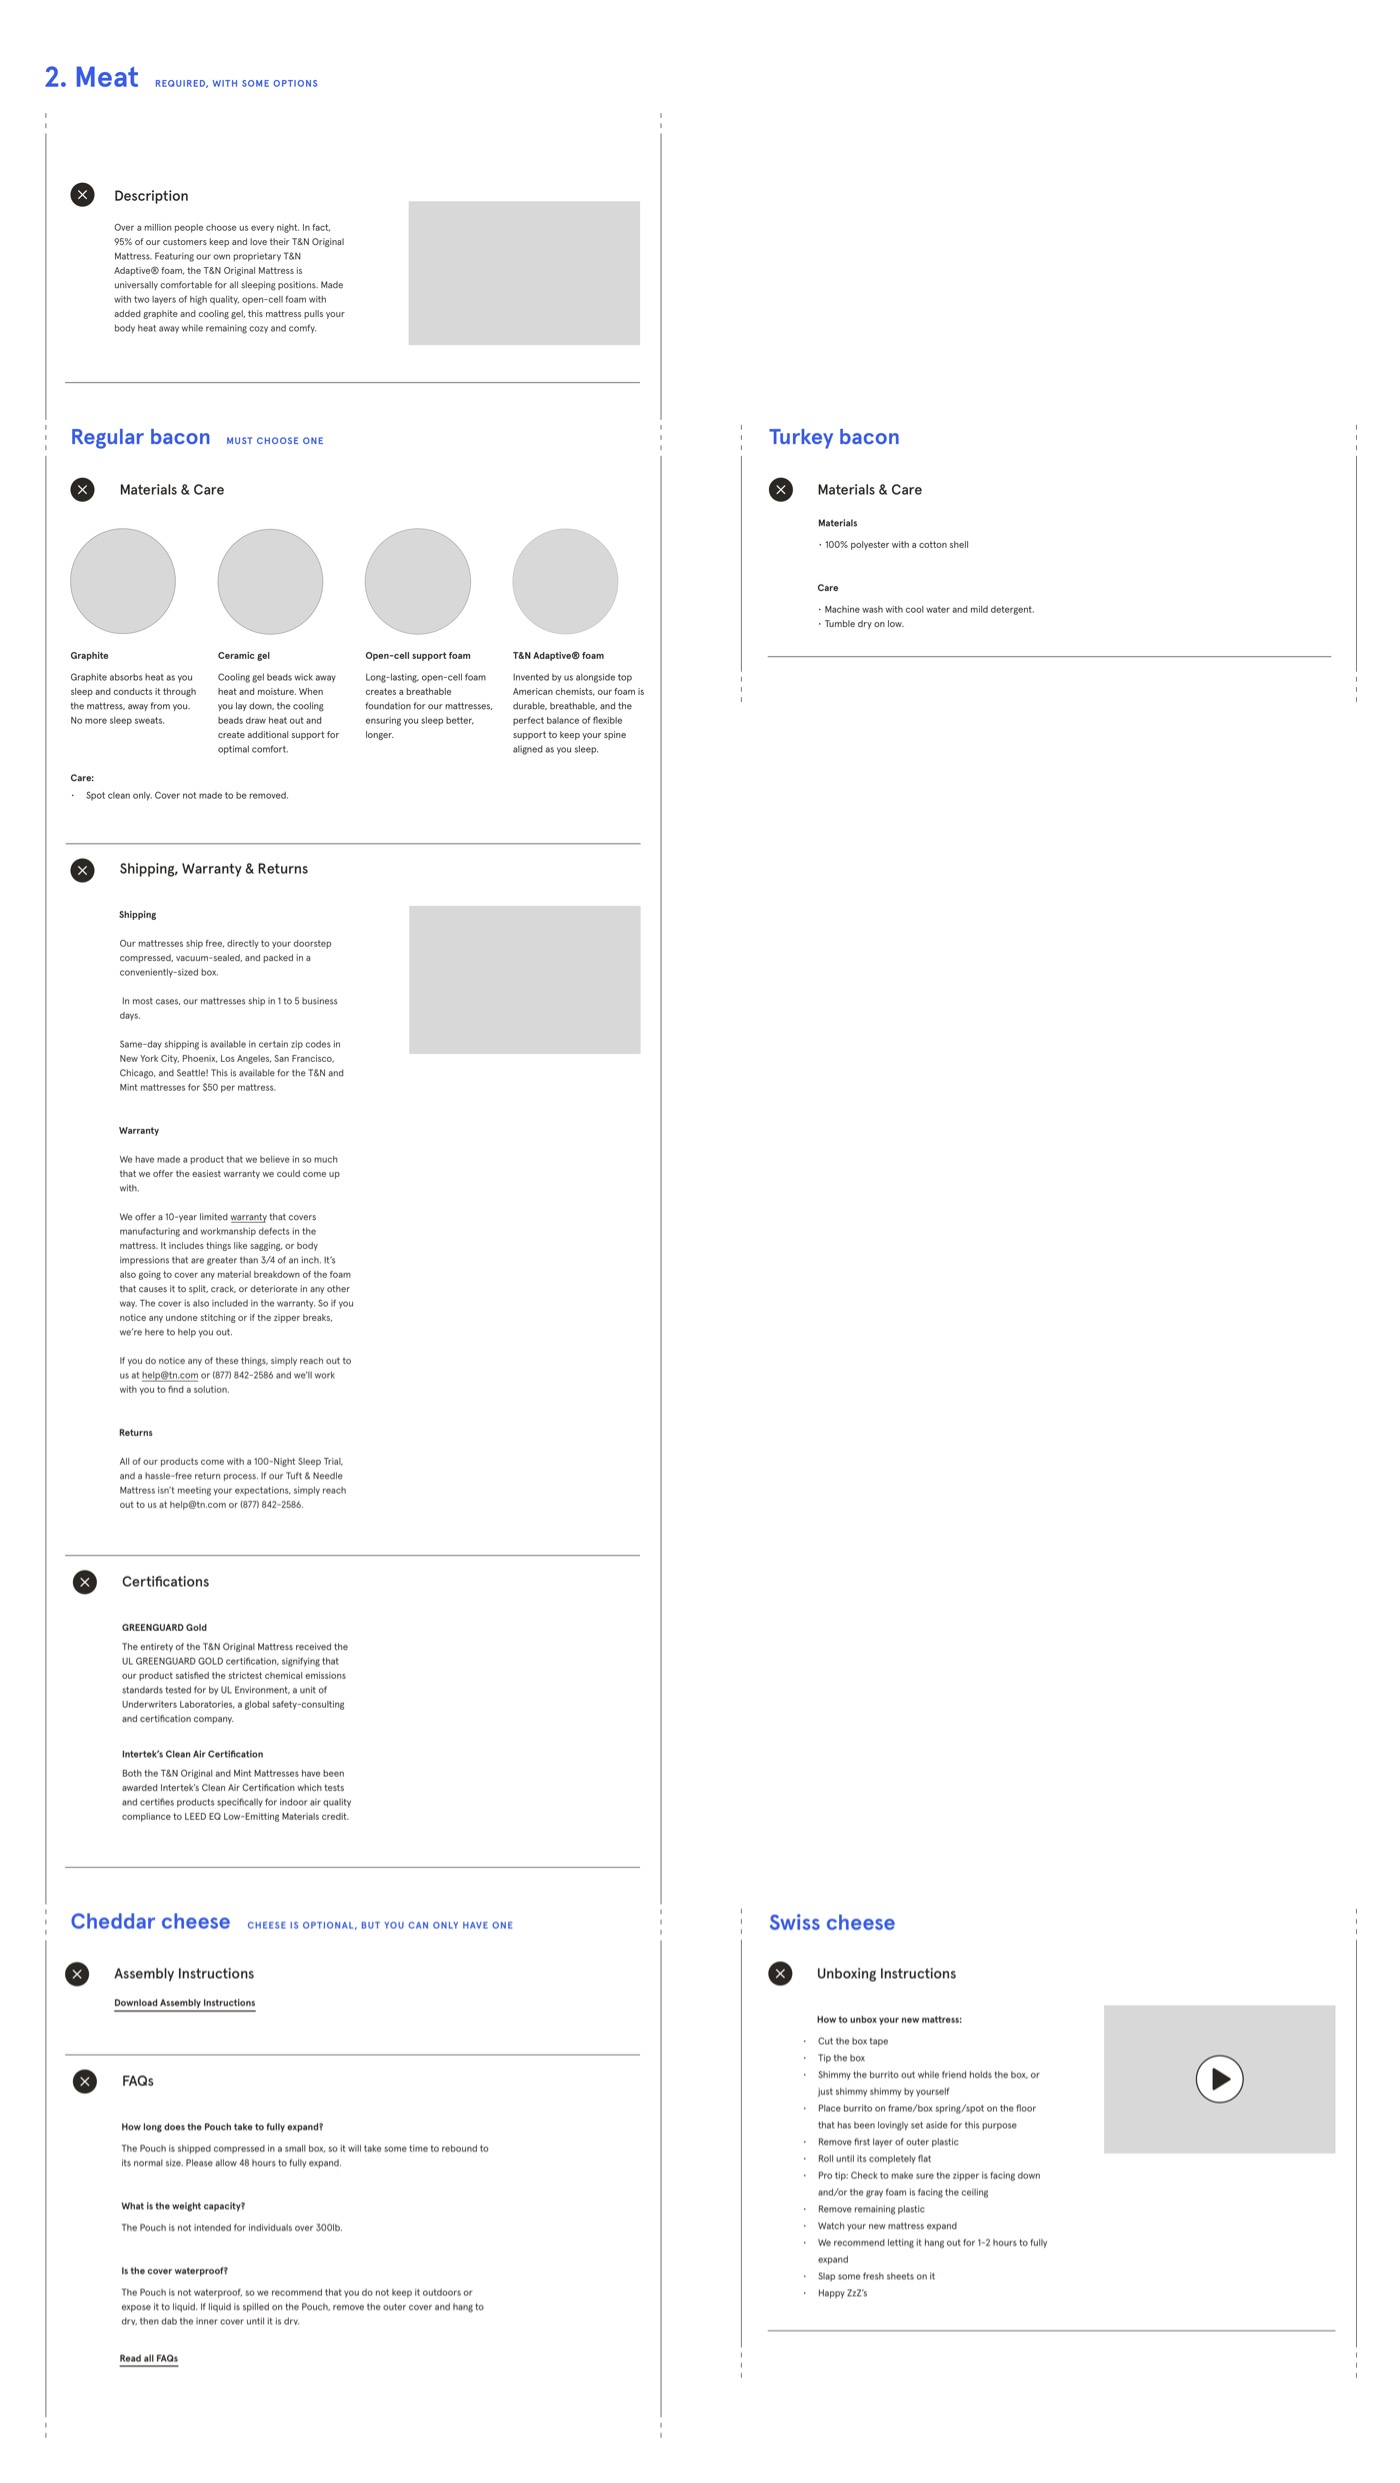 2. Meat REQUIRED, WITH SOME OPTIONS
Description
Over a million people choose us every night. In fact,
95% of our customers keep and love their T&N Original
Mattress. Featuring our own proprietary T&N
Adaptive® foam, the T&N Original Mattress is
universally comfortable for all sleeping positions. Made
with two layers of high quality, open-cell foam with
added graphite and cooling gel, this mattress pulls your
body heat away while remaining cozy and comfy.
Regular bacon MUST CHOOSE ONE
Materials & Care
Graphite
Graphite absorbs heat as you
sleep and conducts it through
the mattress, away from you.
No more sleep sweats.
Ceramic gel
Cooling gel beads wick away
heat and moisture. When
you lay down, the cooling
beads draw heat out and
create additional support for
optimal comfort.
Open-cell support foam
Long-lasting, open-cell foam
creates a breathable
foundation for our mattresses,
ensuring you sleep better,
longer.
T&N Adaptive® foam
Invented by us alongside top
American chemists, our foam is
durable, breathable, and the
perfect balance of flexible
support to keep your spine
aligned as you sleep.
Care:
· Spot clean only. Cover not made to be removed.
Turkey bacon
Materials & Care
Materials
· 100% polyester with a cotton shell
Care
· Machine wash with cool water and mild detergent.
· Tumble dry on low.
Shipping, Warranty & Returns
Shipping
Our mattresses ship free, directly to your doorstep
compressed, vacuum-sealed, and packed in a
conveniently-sized box.
In most cases, our mattresses ship in 1 to 5 business
days.
Same-day shipping is available in certain zip codes in
New York City, Phoenix, Los Angeles, San Francisco,
Chicago, and Seattle! This is available for the T&N and
Mint mattresses for $50 per mattress.
Warranty
We have made a product that we believe in so much
that we offer the easiest warranty we could come up
with.
We offer a 10-year limited warranty that covers
manufacturing and workmanship defects in the
mattress. It includes things like sagging, or body
impressions that are greater than 3/4 of an inch. It's
also going to cover any material breakdown of the foam
that causes it to split, crack, or deteriorate in any other
way. The cover is also included in the warranty. So if you
notice any undone stitching or if the zipper breaks,
we're here to help you out.
If you do notice any of these things, simply reach out to
us at help@tn.com or (877) 842-2586 and we'll work
with you to find a solution.
Returns
All of our products come with a 100-Night Sleep Trial,
and a hassle-free return process. If our Tuft & Needle
Mattress isn't meeting your expectations, simply reach
out to us at help@tn.com or (877) 842-2586.
Certifications
GREENGUARD Gold
The entirety of the T&N Original Mattress received the
UL GREENGUARD GOLD certification, signifying that
our product satisfied the strictest chemical emissions
standards tested for by UL Environment, a unit of
Underwriters Laboratories, a global safety-consulting
and certification company.
Intertek's Clean Air Certification
Both the T&N Original and Mint Mattresses have been
awarded Intertek's Clean Air Certification which tests
and certifies products specifically for indoor air quality
compliance to LEED EQ Low-Emitting Materials credit.
Cheddar cheese CHEESE IS OPTIONAL, BUT YOU CAN ONLY HAVE ONE
Assembly Instructions
Download Assembly Instructions
FAQs
How long does the Pouch take to fully expand?
The Pouch is shipped compressed in a small box, so it will take some time to rebound to
its normal size. Please allow 48 hours to fully expand.
What is the weight capacity?
The Pouch is not intended for individuals over 300lb.
Is the cover waterproof?
The Pouch is not waterproof, so we recommend that you do not keep it outdoors or
expose it to liquid. If liquid is spilled on the Pouch, remove the outer cover and hang to
dry, then dab the inner cover until it is dry.
Read all FAQs
Swiss cheese
Unboxing Instructions
How to unbox your new mattress:
· Cut the box tape
· Tip the box
· Shimmy the burrito out while friend holds the box, or
just shimmy shimmy by yourself
· Place burrito on frame/box spring/spot on the floor
that has been lovingly set aside for this purpose
· Remove first layer of outer plastic
· Roll until its completely flat
· Pro tip: Check to make sure the zipper is facing down
and/or the gray foam is facing the ceiling
· Remove remaining plastic
· Watch your new mattress expand
· We recommend letting it hang out for 1-2 hours to fully
expand
· Slap some fresh sheets on it
· Happy ZzZ's